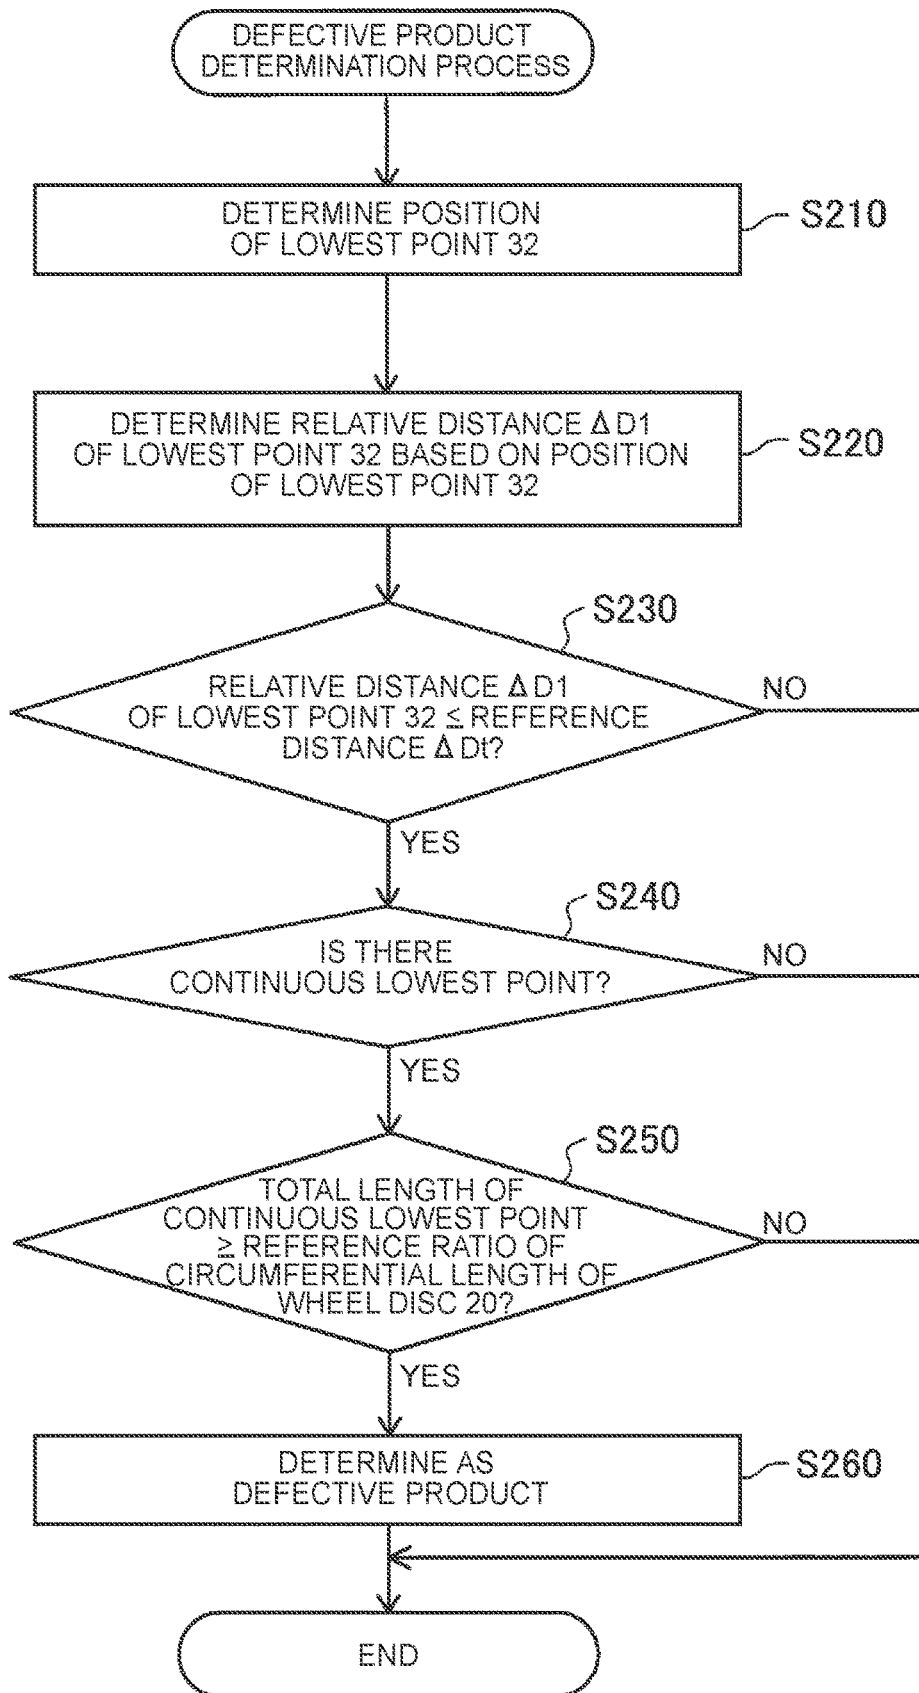 DEFECTIVE PRODUCT
DETERMINATION PROCESS
DETERMINE POSITION
OF LOWEST POINT 32
S210
DETERMINE RELATIVE DISTANCE Δ D1
OF LOWEST POINT 32 BASED ON POSITION
OF LOWEST POINT 32
S220
S230
RELATIVE DISTANCE Δ D1
OF LOWEST POINT 32 ≤ REFERENCE
DISTANCE Δ Dt?
NO
YES
S240
IS THERE
CONTINUOUS LOWEST POINT?
NO
YES
S250
TOTAL LENGTH OF
CONTINUOUS LOWEST POINT
≥ REFERENCE RATIO OF
CIRCUMFERENTIAL LENGTH OF
WHEEL DISC 20?
NO
YES
DETERMINE AS
DEFECTIVE PRODUCT
S260
END